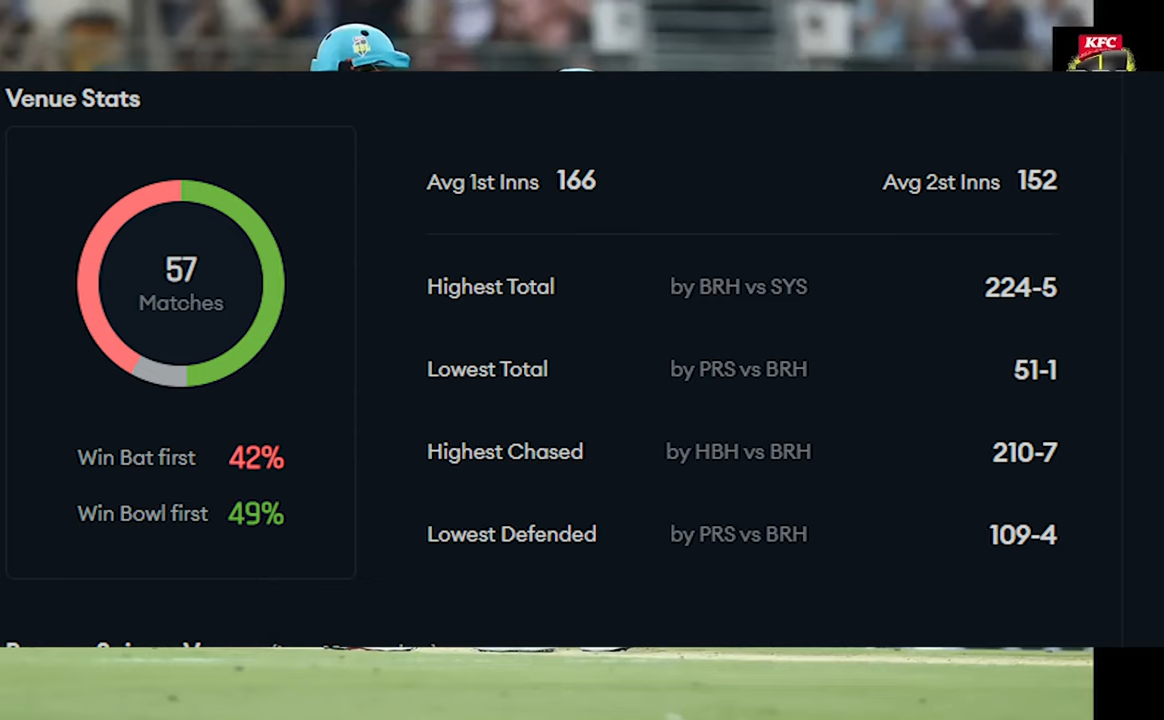 KFC
Venue Stats
57
Matches
Win Bat first 42%
Win Bowl first 49%
Avg 1st Inns 166 Avg 2st Inns 152
Highest Total by BRH vs SYS 224-5
Lowest Total by PRS vs BRH 51-1
Highest Chased by HBH vs BRH 210-7
Lowest Defended by PRS vs BRH 109-4